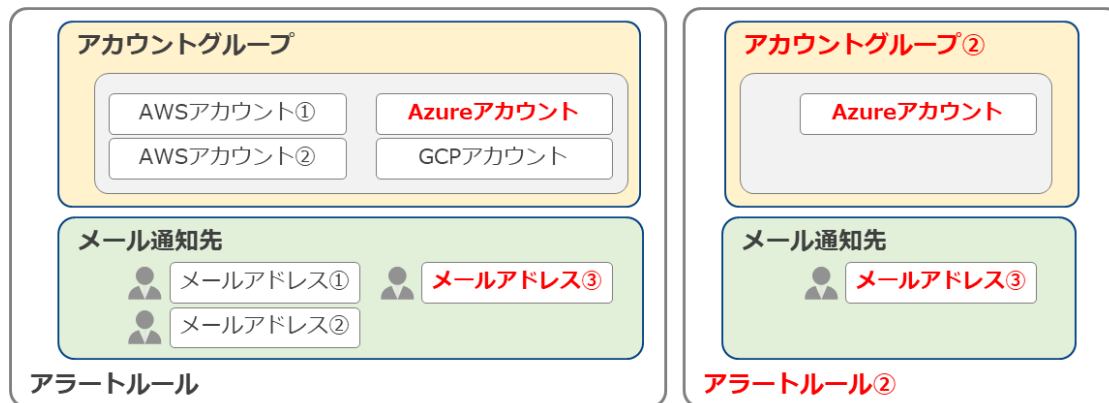 アカウントグループ
AWSアカウント①
Azureアカウント
AWSアカウント②
GCPアカウント
メール通知先
メールアドレス①
メールアドレス③
メールアドレス②
アラートルール
アカウントグループ②
Azureアカウント
メール通知先
メールアドレス③
アラートルール②